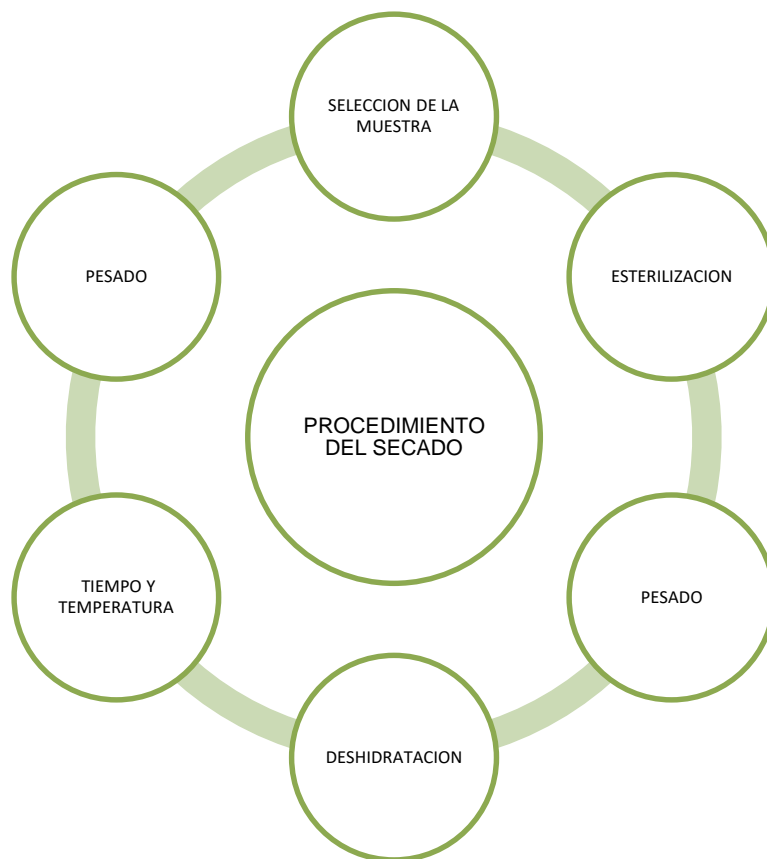 SELECCION DE LA
MUESTRA
ESTERILIZACION
PESADO
DESHIDRATACION
TIEMPO Y
TEMPERATURA
PESADO
PROCEDIMIENTO
DEL SECADO